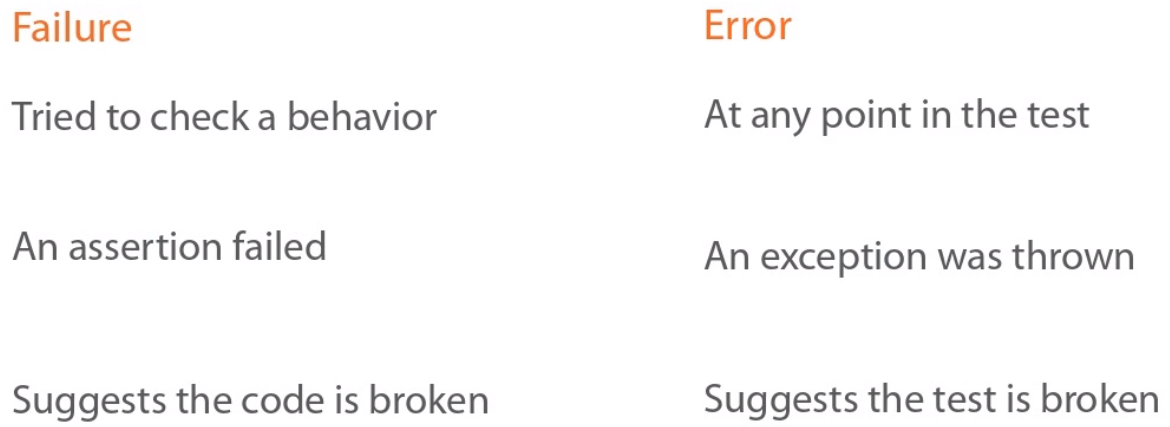 Failure
Tried to check a behavior
An assertion failed
Suggests the code is broken
Error
At any point in the test
An exception was thrown
Suggests the test is broken